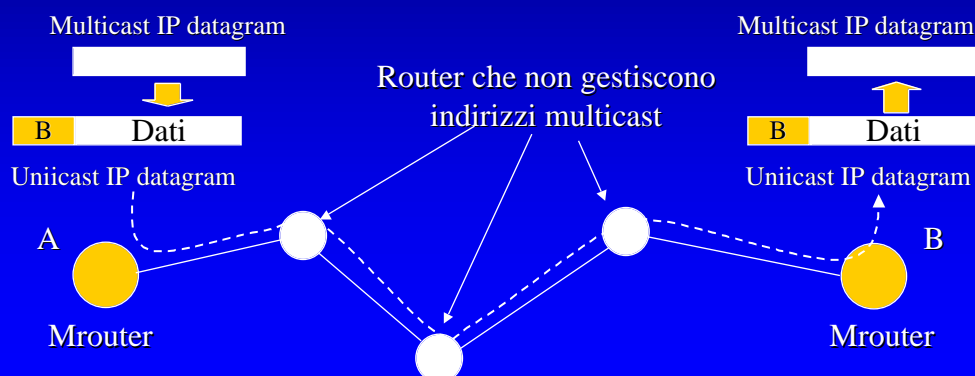 Multicast IP datagram
Multicast IP datagram
Router che non gestiscono
indirizzi multicast
B Dati
B Dati
Uniicast IP datagram
Uniicast IP datagram
A
B
Mrouter
Mrouter